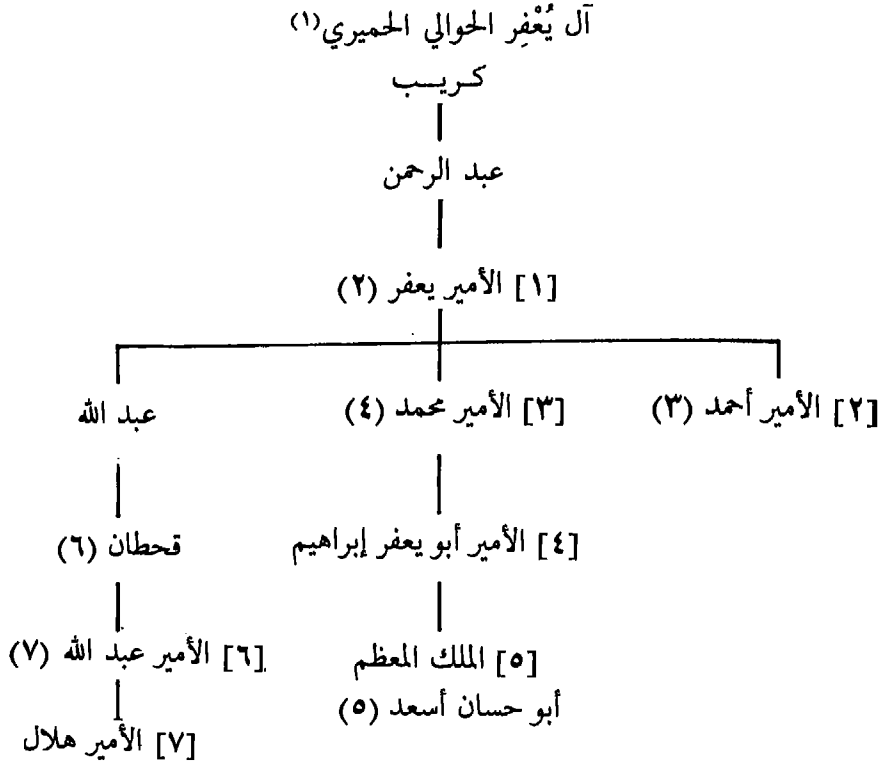 آل يُعْفِر الحوالي الحميري(١)
كريب
عبد الرحمن
[١] الأمير يعفر (٢)
[٢] الأمير أحمد (٣) [٣] الأمير محمد (٤) عبد الله
[٤] الأمير أبو يعفر إبراهيم قحطان (٦)
[٥] الملك المعظم [٦] الأمير عبد الله (٧)
أبو حسان أسعد (٥)
[٧] الأمير هلال